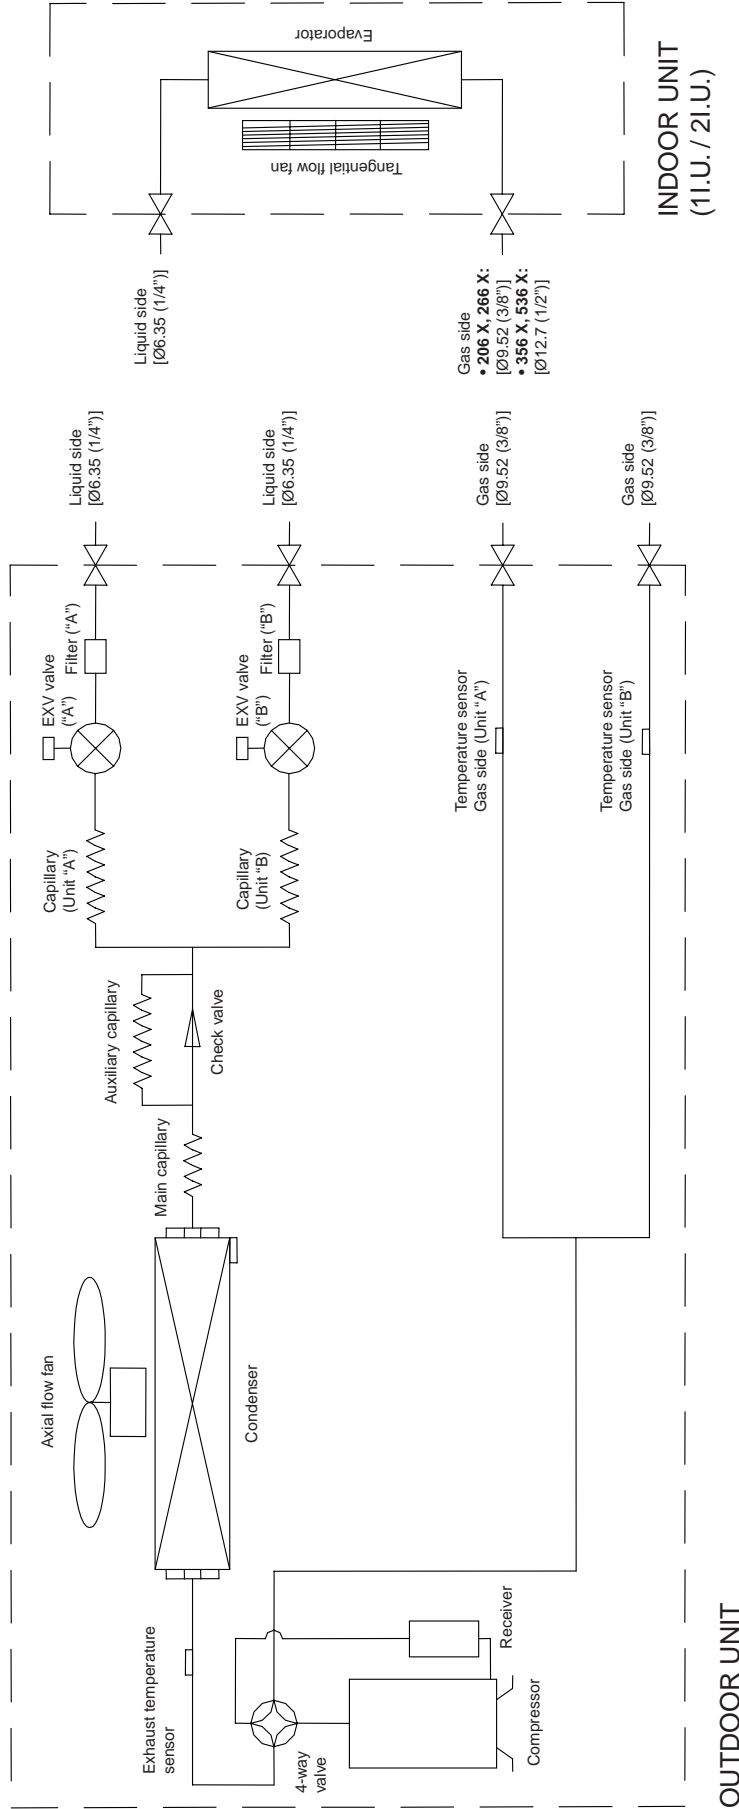 OUTDOOR UNIT
Axial flow fan
Exhaust temperature
sensor
4-way
valve
Compressor
Receiver
Condenser
Main capillary
Auxiliary capillary
Check valve
Capillary
(Unit “A”)
Capillary
(Unit “B)
EXV valve
(“A”)
Filter (“A”)
EXV valve
(“B”)
Filter (“B”)
Temperature sensor
Gas side (Unit “A”)
Temperature sensor
Gas side (Unit “B”)
Liquid side
[Ø6.35 (1/4”)]
Liquid side
[Ø6.35 (1/4”)]
Gas side
[Ø9.52 (3/8”)]
Gas side
[Ø9.52 (3/8”)]
Liquid side
[Ø6.35 (1/4”)]
Gas side
• 206 X, 266 X:
[Ø9.52 (3/8”)]
• 356 X, 536 X:
[Ø12.7 (1/2”)]
Evaporator
Tangential flow fan
INDOOR UNIT
(1I.U. / 2I.U.)